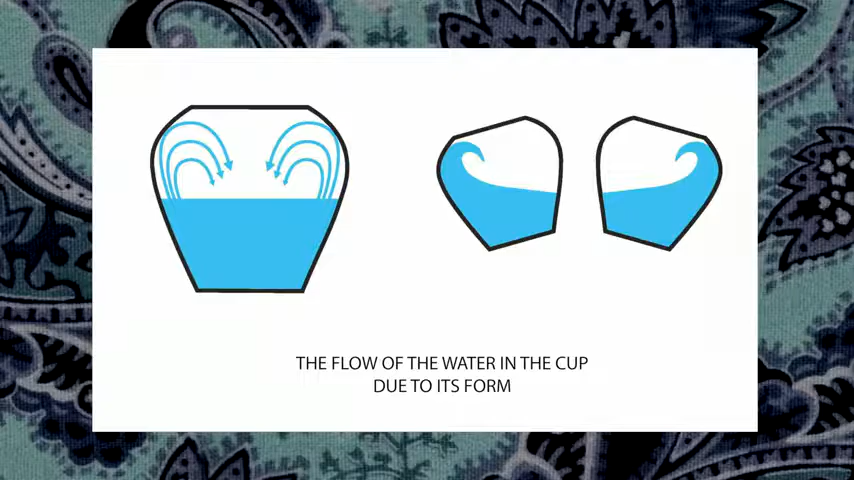 THE FLOW OF THE WATER IN THE CUP
DUE TO ITS FORM